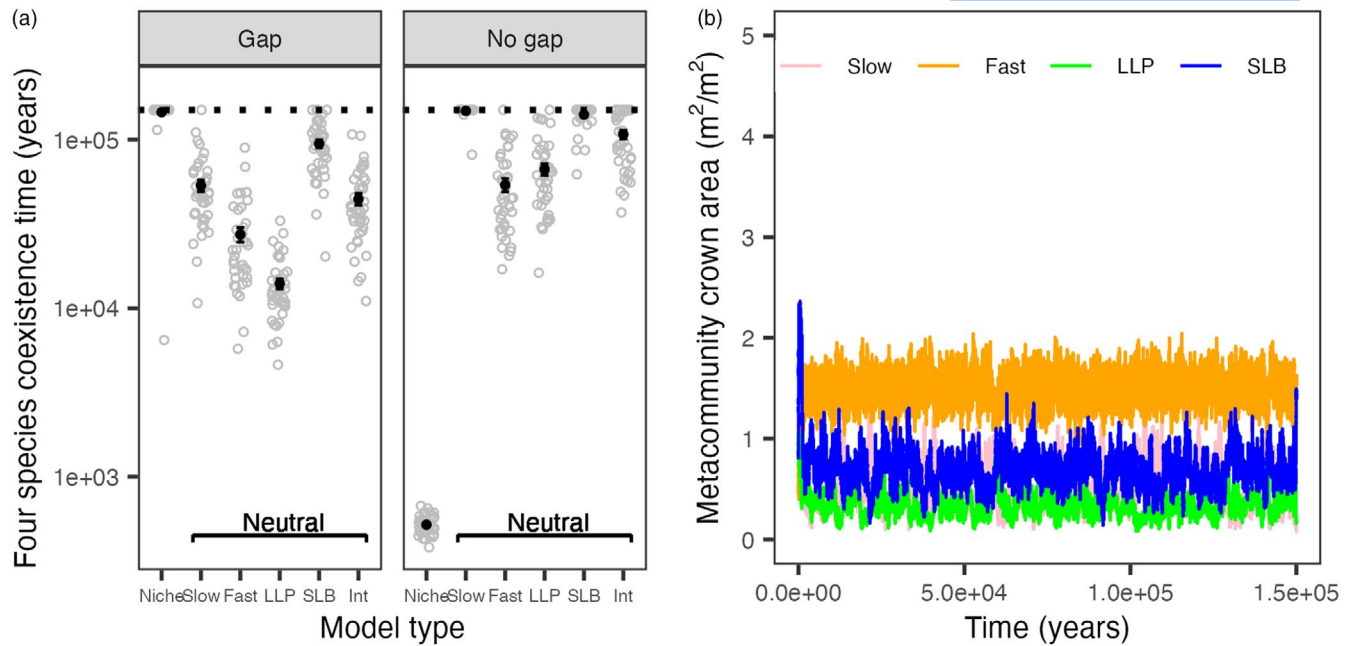 (a)
Gap
No gap
Four species coexistence time (years)
1e+05
1e+04
1e+03
Neutral
Neutral
Niche Slow Fast LLP SLB Int
Niche Slow Fast LLP SLB Int
Model type
(b)
Metacommunity crown area (m²/m²)
5
4
3
2
1
0
Slow Fast LLP SLB
0.0e+00 5.0e+04 1.0e+05 1.5e+05
Time (years)